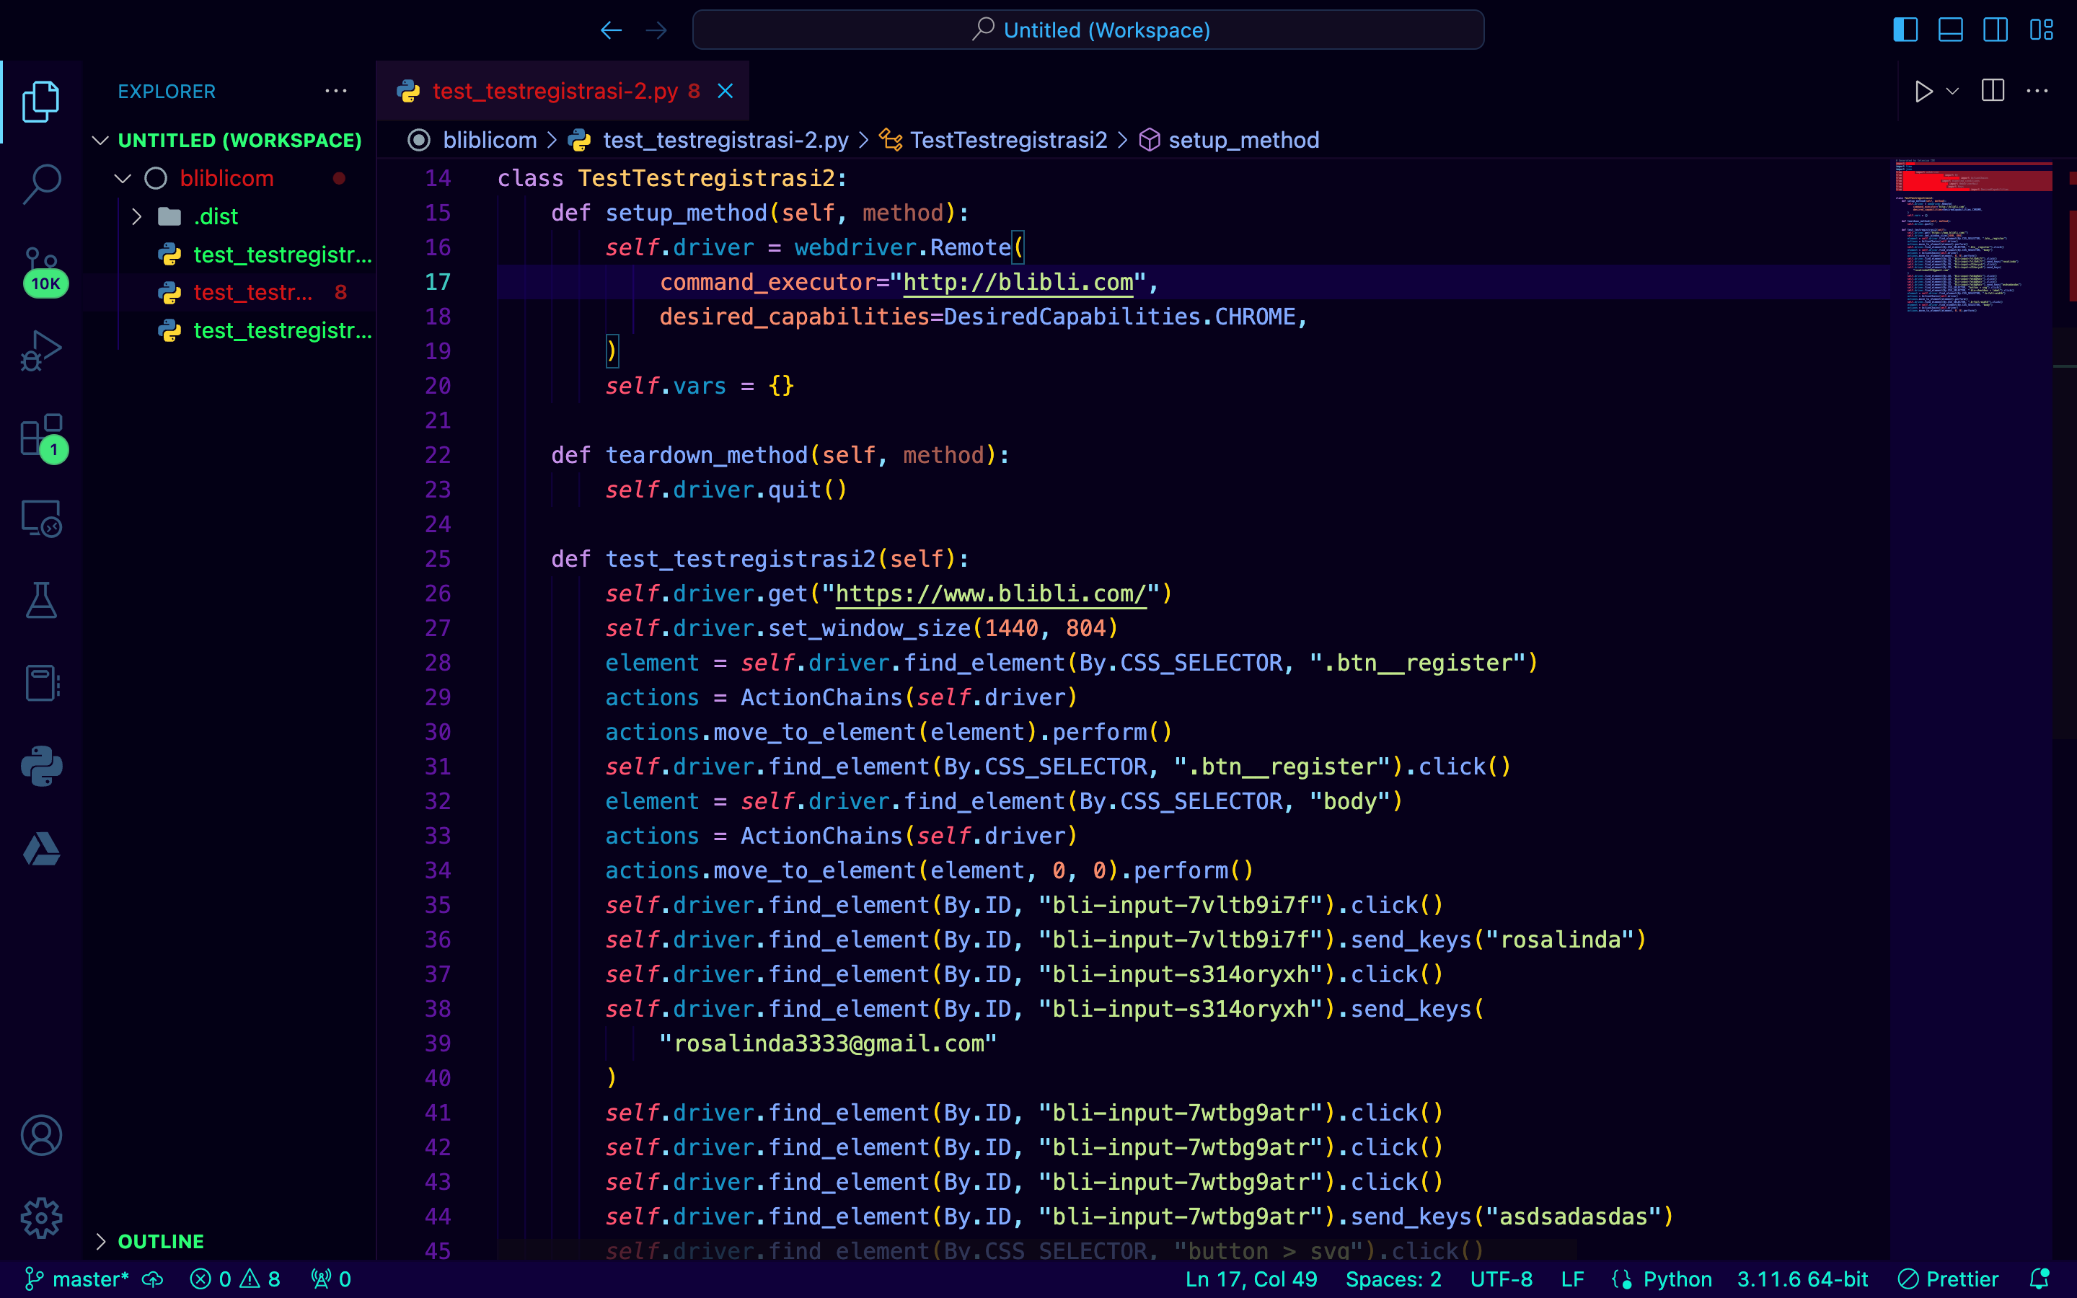 Untitled (Workspace)
EXPLORER
test_testregistrasi-2.py 8
UNTITLED (WORKSPACE)
bliblicom > test_testregistrasi-2.py > TestTestregistrasi2 > setup_method
bliblicom
.dist
test_testregistr...
test_testr... 8
test_testregistr...
10K
1
14 class TestTestregistrasi2:
15 def setup_method(self, method):
16 self.driver = webdriver.Remote(
17 command_executor="http://blibli.com",
18 desired_capabilities=DesiredCapabilities.CHROME,
19 )
20 self.vars = {}
21
22 def teardown_method(self, method):
23 self.driver.quit()
24
25 def test_testregistrasi2(self):
26 self.driver.get("https://www.blibli.com/")
27 self.driver.set_window_size(1440, 804)
28 element = self.driver.find_element(By.CSS_SELECTOR, ".btn__register")
29 actions = ActionChains(self.driver)
30 actions.move_to_element(element).perform()
31 self.driver.find_element(By.CSS_SELECTOR, ".btn__register").click()
32 element = self.driver.find_element(By.CSS_SELECTOR, "body")
33 actions = ActionChains(self.driver)
34 actions.move_to_element(element, 0, 0).perform()
35 self.driver.find_element(By.ID, "bli-input-7vltb9i7f").click()
36 self.driver.find_element(By.ID, "bli-input-7vltb9i7f").send_keys("rosalinda")
37 self.driver.find_element(By.ID, "bli-input-s314oryxh").click()
38 self.driver.find_element(By.ID, "bli-input-s314oryxh").send_keys(
39 "rosalinda3333@gmail.com"
40 )
41 self.driver.find_element(By.ID, "bli-input-7wtbg9atr").click()
42 self.driver.find_element(By.ID, "bli-input-7wtbg9atr").click()
43 self.driver.find_element(By.ID, "bli-input-7wtbg9atr").click()
44 self.driver.find_element(By.ID, "bli-input-7wtbg9atr").send_keys("asdsadasdas")
45 self.driver.find_element(By.CSS_SELECTOR, "button > svg").click()
OUTLINE
master* 0 8 0 Ln 17, Col 49 Spaces: 2 UTF-8 LF Python 3.11.6 64-bit Prettier